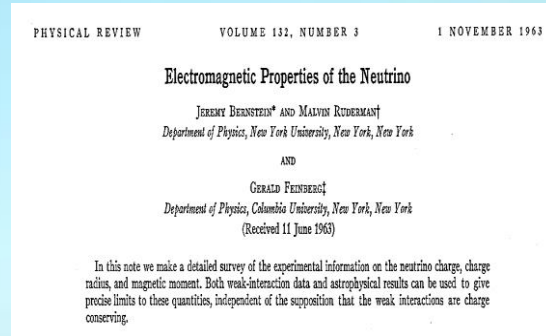 PHYSICAL REVIEW VOLUME 132, NUMBER 3 1 NOVEMBER 1963
Electromagnetic Properties of the Neutrino
JEREMY BERNSTEIN* AND MALVIN RUDERMAN†
Department of Physics, New York University, New York, New York
AND
GERALD FEINBERG‡
Department of Physics, Columbia University, New York, New York
(Received 11 June 1963)
In this note we make a detailed survey of the experimental information on the neutrino charge, charge
radius, and magnetic moment. Both weak-interaction data and astrophysical results can be used to give
precise limits to these quantities, independent of the supposition that the weak interactions are charge
conserving.